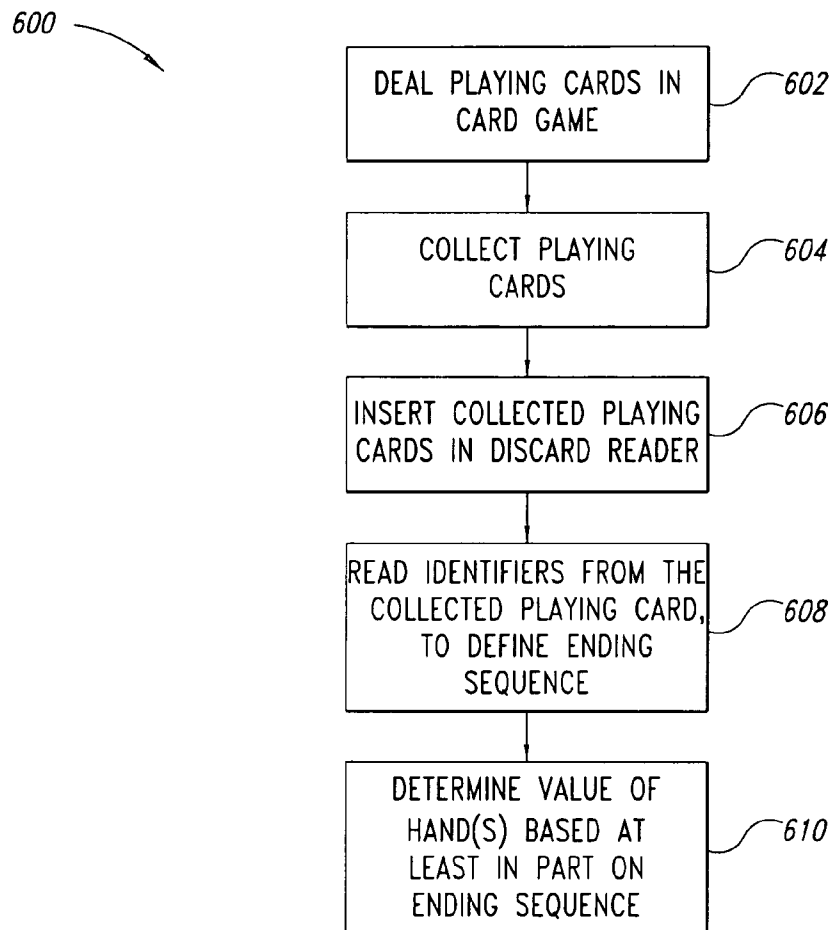 600
DEAL PLAYING CARDS IN
CARD GAME
602
COLLECT PLAYING
CARDS
604
INSERT COLLECTED PLAYING
CARDS IN DISCARD READER
606
READ IDENTIFIERS FROM THE
COLLECTED PLAYING CARD,
TO DEFINE ENDING
SEQUENCE
608
DETERMINE VALUE OF
HAND(S) BASED AT
LEAST IN PART ON
ENDING SEQUENCE
610